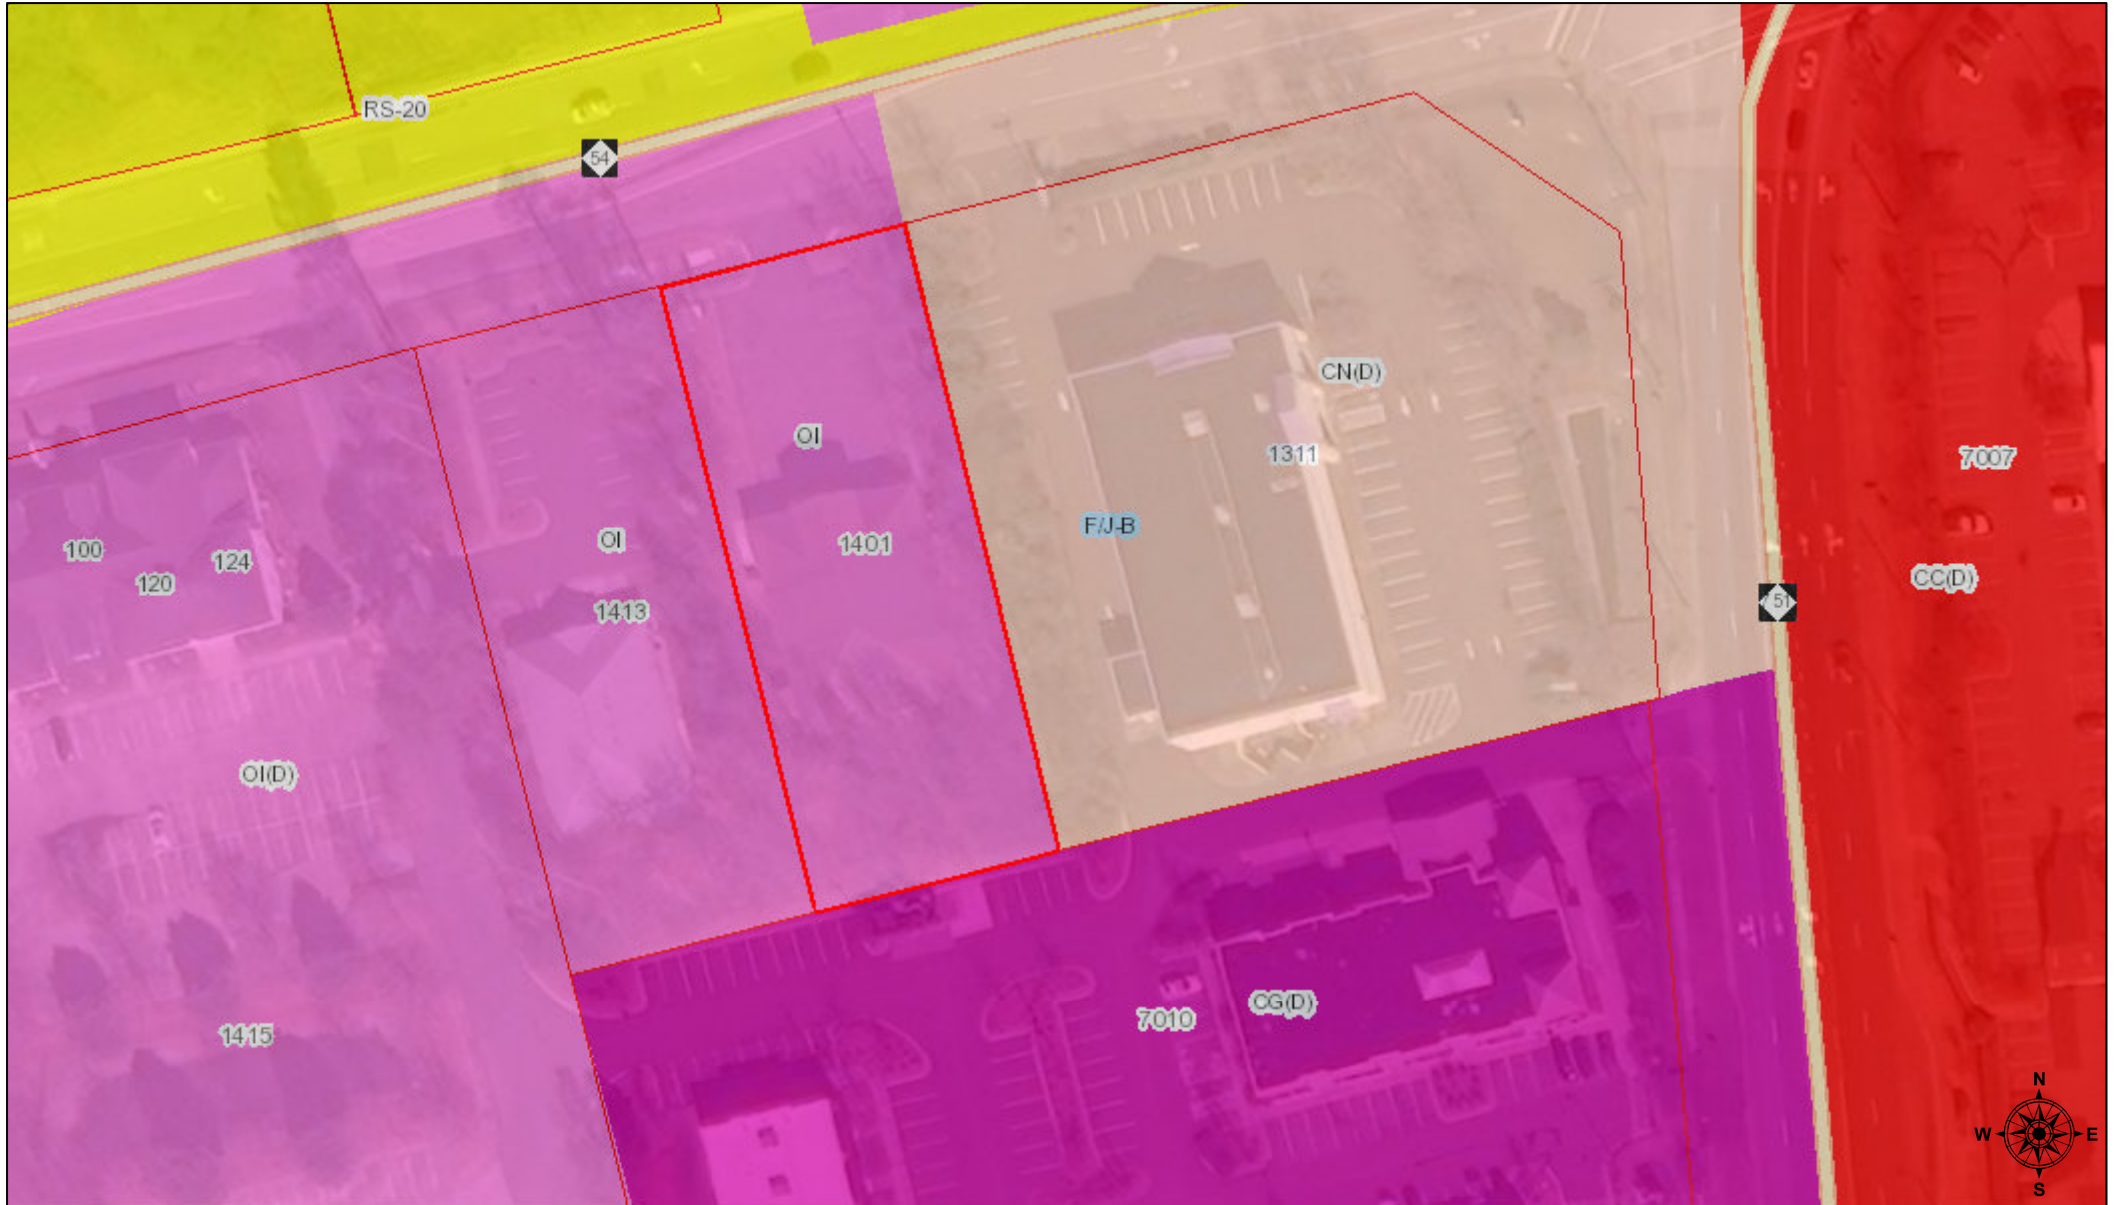 RS-20
54
CN(D)
OI
1311
7007
F/J-B
OI
1401
100
120
124
CC(D)
1413
51
OI(D)
CG(D)
7010
1415
N
W
E
S